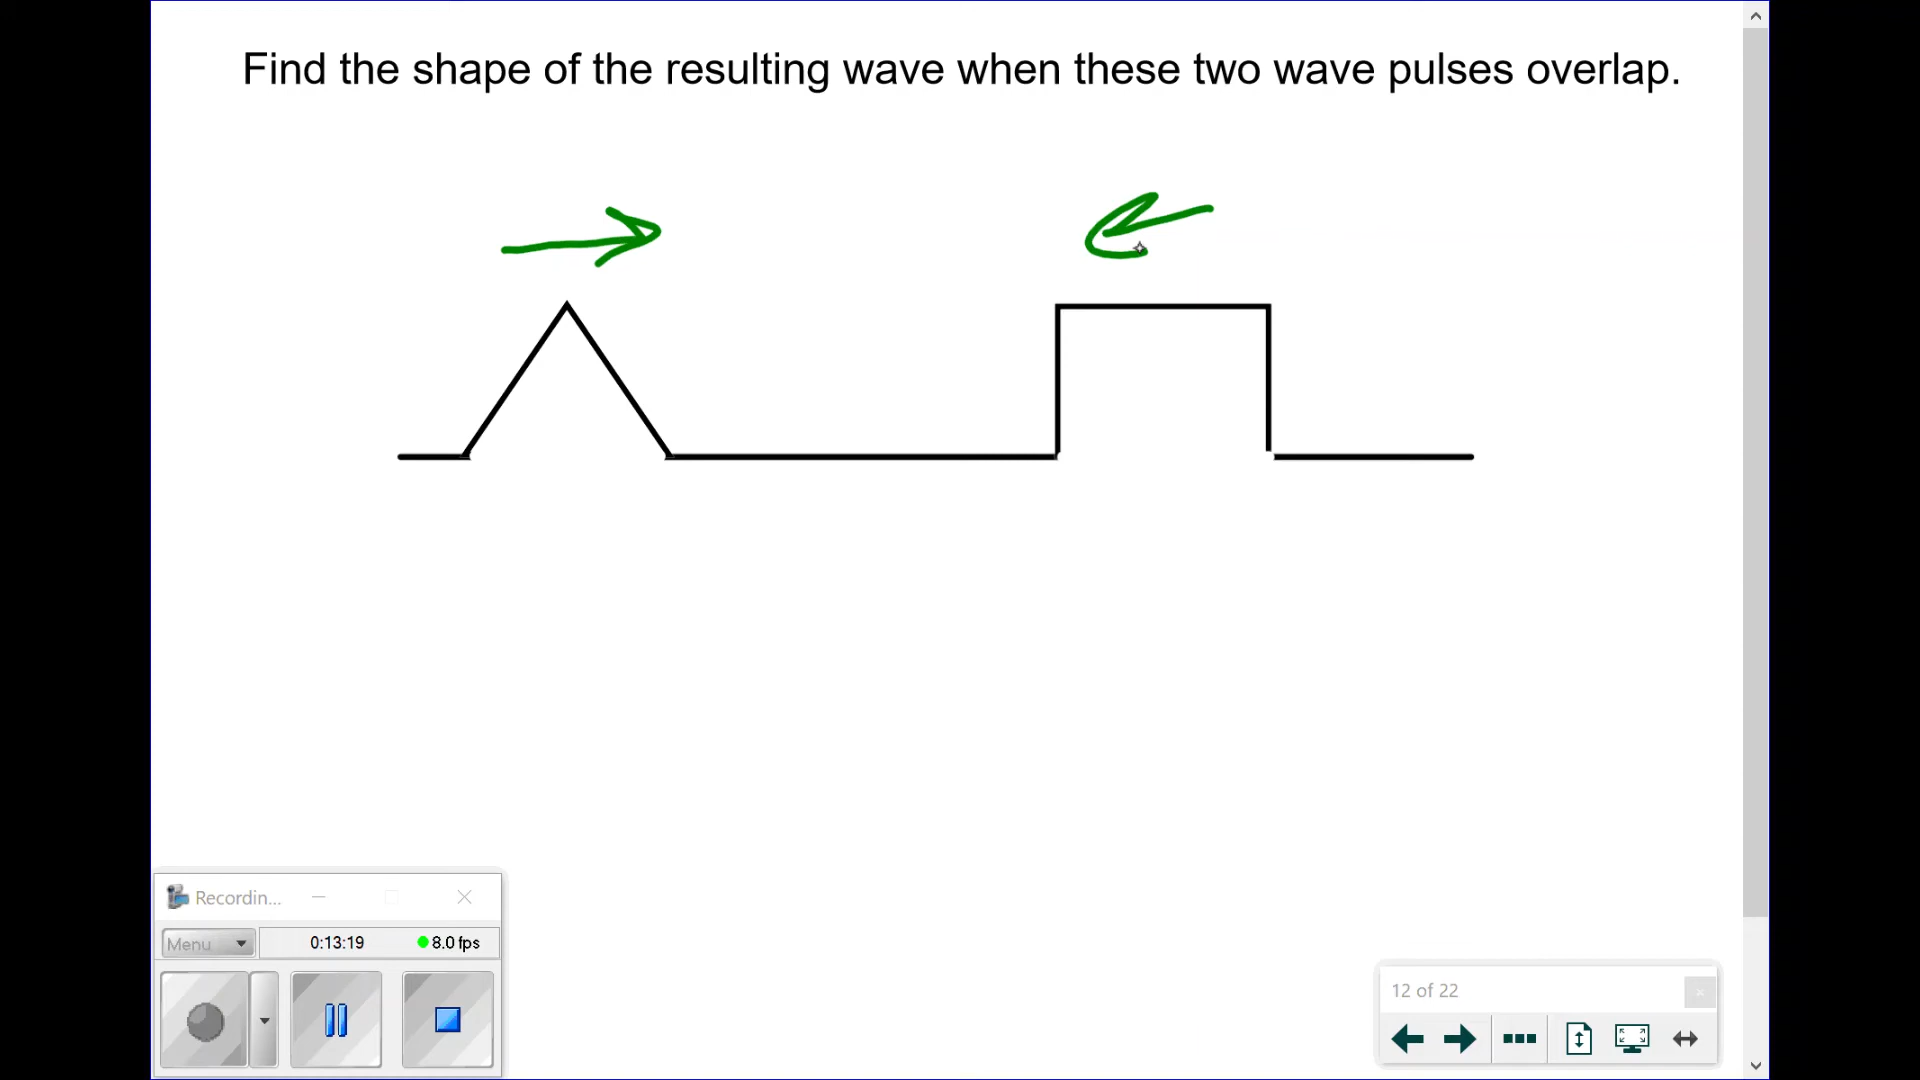 Find the shape of the resulting wave when these two wave pulses overlap.
Recordin...
Menu
0:13:19
8.0 fps
12 of 22